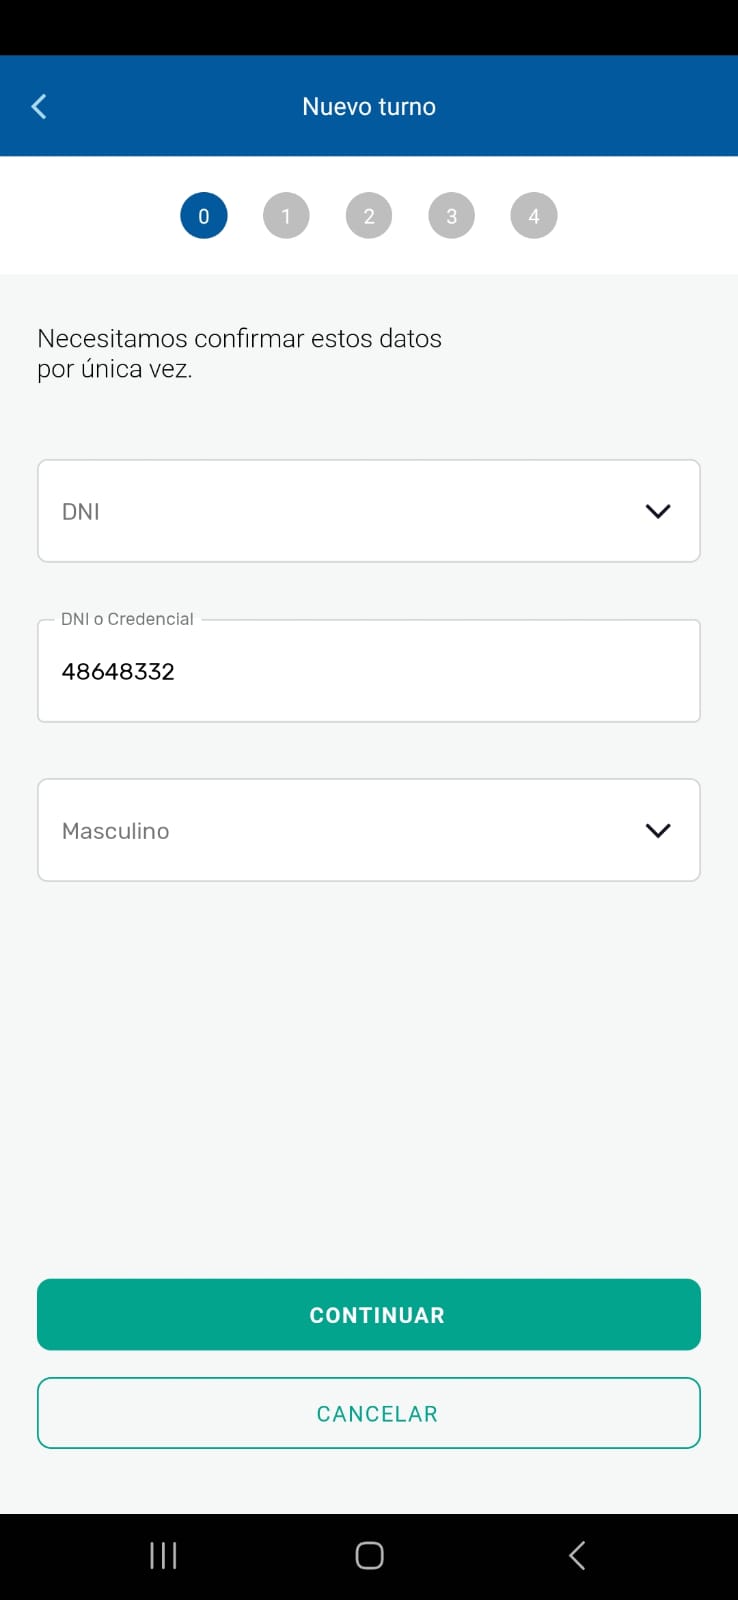 Nuevo turno
0 1 2 3 4
Necesitamos confirmar estos datos
por única vez.
DNI
DNI o Credencial
48648332
Masculino
CONTINUAR
CANCELAR